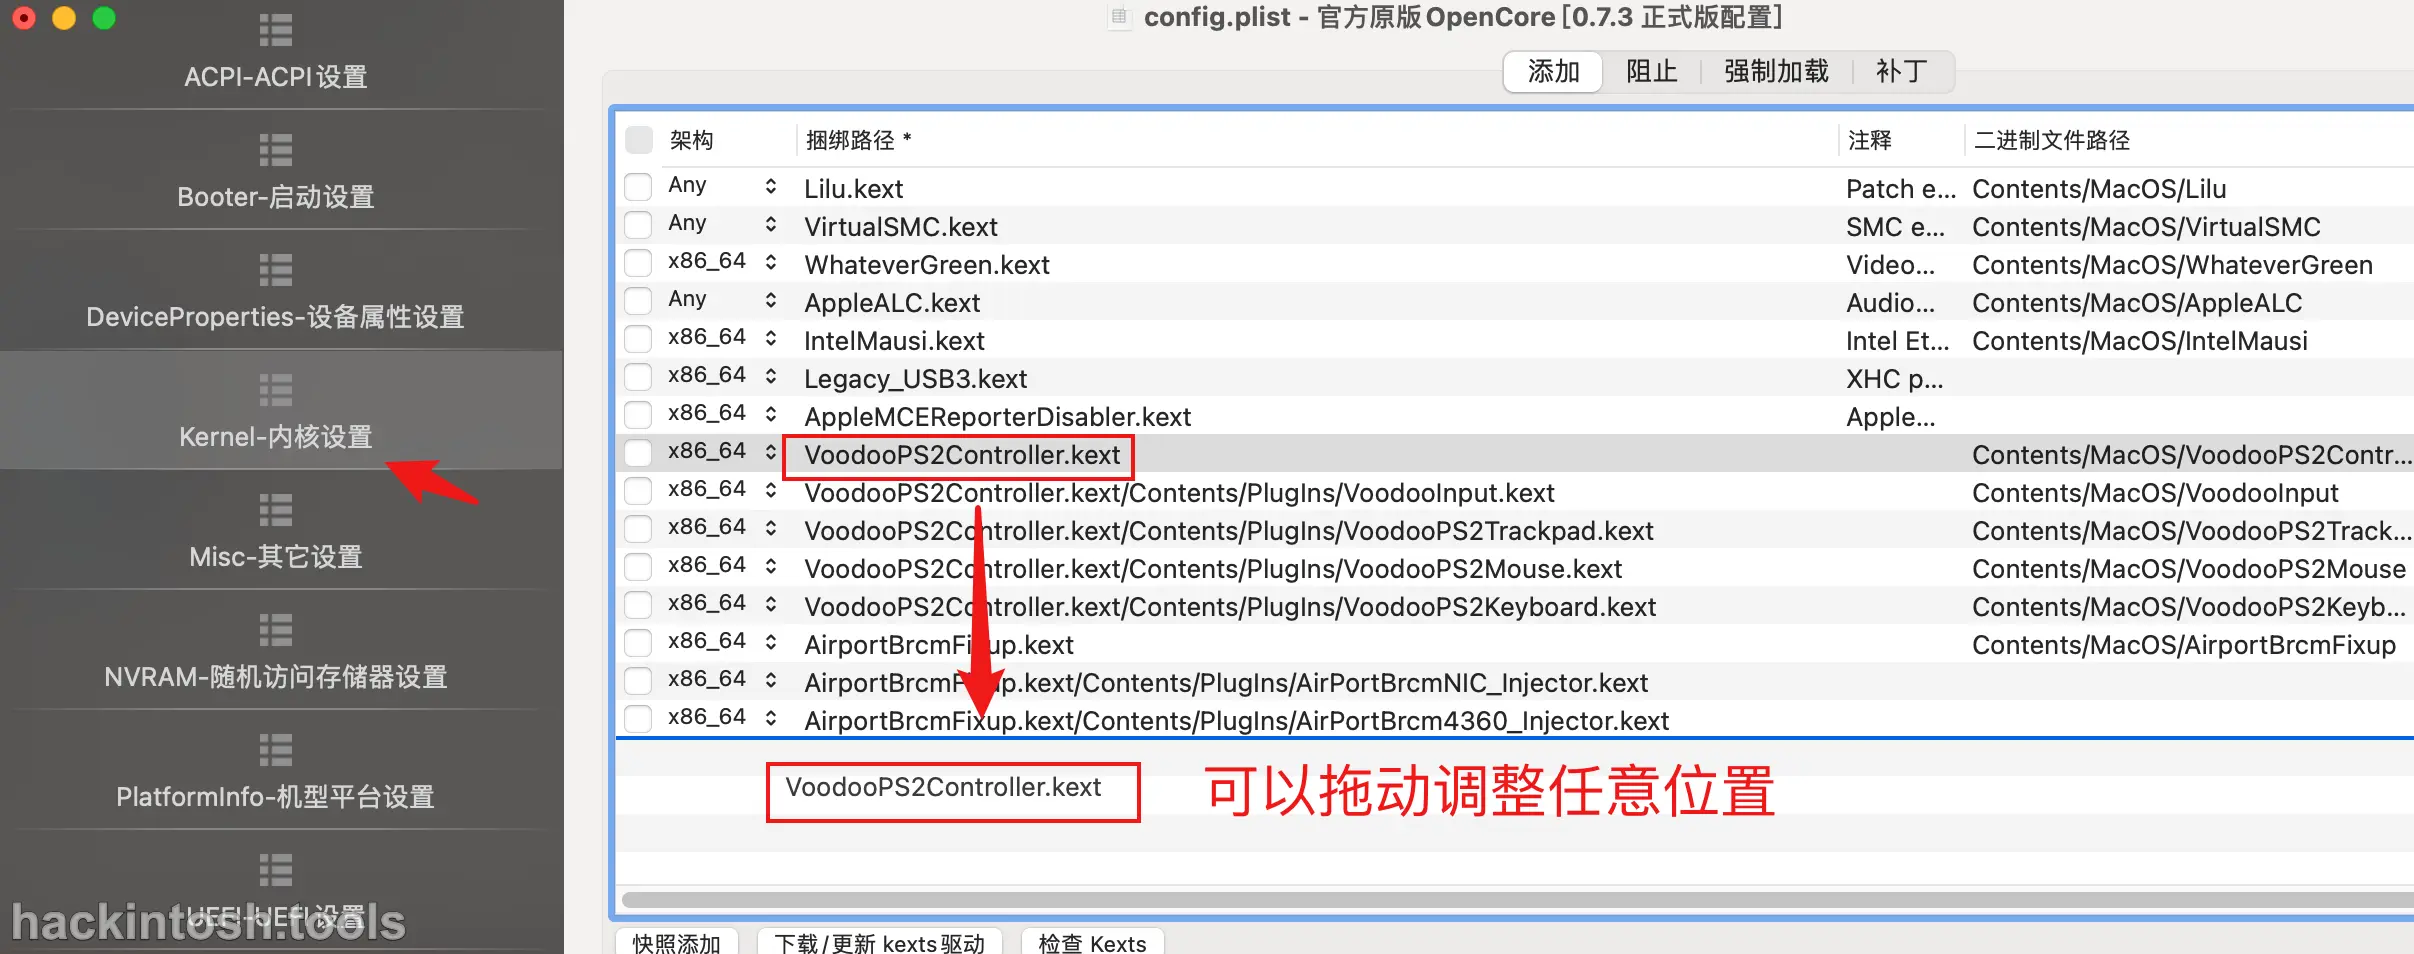 config.plist - 官方原版OpenCore[0.7.3 正式版配置]
ACPI-ACPI设置
Booter-启动设置
DeviceProperties-设备属性设置
Kernel-内核设置
Misc-其它设置
NVRAM-随机访问存储器设置
PlatformInfo-机型平台设置
UEFI-UEFI设置
hackintosh.tools
添加 阻止 强制加载 补丁
架构 捆绑路径 * 注释 二进制文件路径
Any Lilu.kext Patch e... Contents/MacOS/Lilu
Any VirtualSMC.kext SMC e... Contents/MacOS/VirtualSMC
x86_64 WhateverGreen.kext Video... Contents/MacOS/WhateverGreen
Any AppleALC.kext Audio... Contents/MacOS/AppleALC
x86_64 IntelMausi.kext Intel Et... Contents/MacOS/IntelMausi
x86_64 Legacy_USB3.kext XHC p...
x86_64 AppleMCEReporterDisabler.kext Apple...
x86_64 VoodooPS2Controller.kext Contents/MacOS/VoodooPS2Contr...
x86_64 VoodooPS2Controller.kext/Contents/PlugIns/VoodooInput.kext Contents/MacOS/VoodooInput
x86_64 VoodooPS2Controller.kext/Contents/PlugIns/VoodooPS2Trackpad.kext Contents/MacOS/VoodooPS2Track...
x86_64 VoodooPS2Controller.kext/Contents/PlugIns/VoodooPS2Mouse.kext Contents/MacOS/VoodooPS2Mouse
x86_64 VoodooPS2Controller.kext/Contents/PlugIns/VoodooPS2Keyboard.kext Contents/MacOS/VoodooPS2Keyb...
x86_64 AirportBrcmFixup.kext Contents/MacOS/AirportBrcmFixup
x86_64 AirportBrcmFixup.kext/Contents/PlugIns/AirPortBrcmNIC_Injector.kext
x86_64 AirportBrcmFixup.kext/Contents/PlugIns/AirPortBrcm4360_Injector.kext
VoodooPS2Controller.kext 可以拖动调整任意位置
快照添加 下载/更新 kexts驱动 检查 Kexts